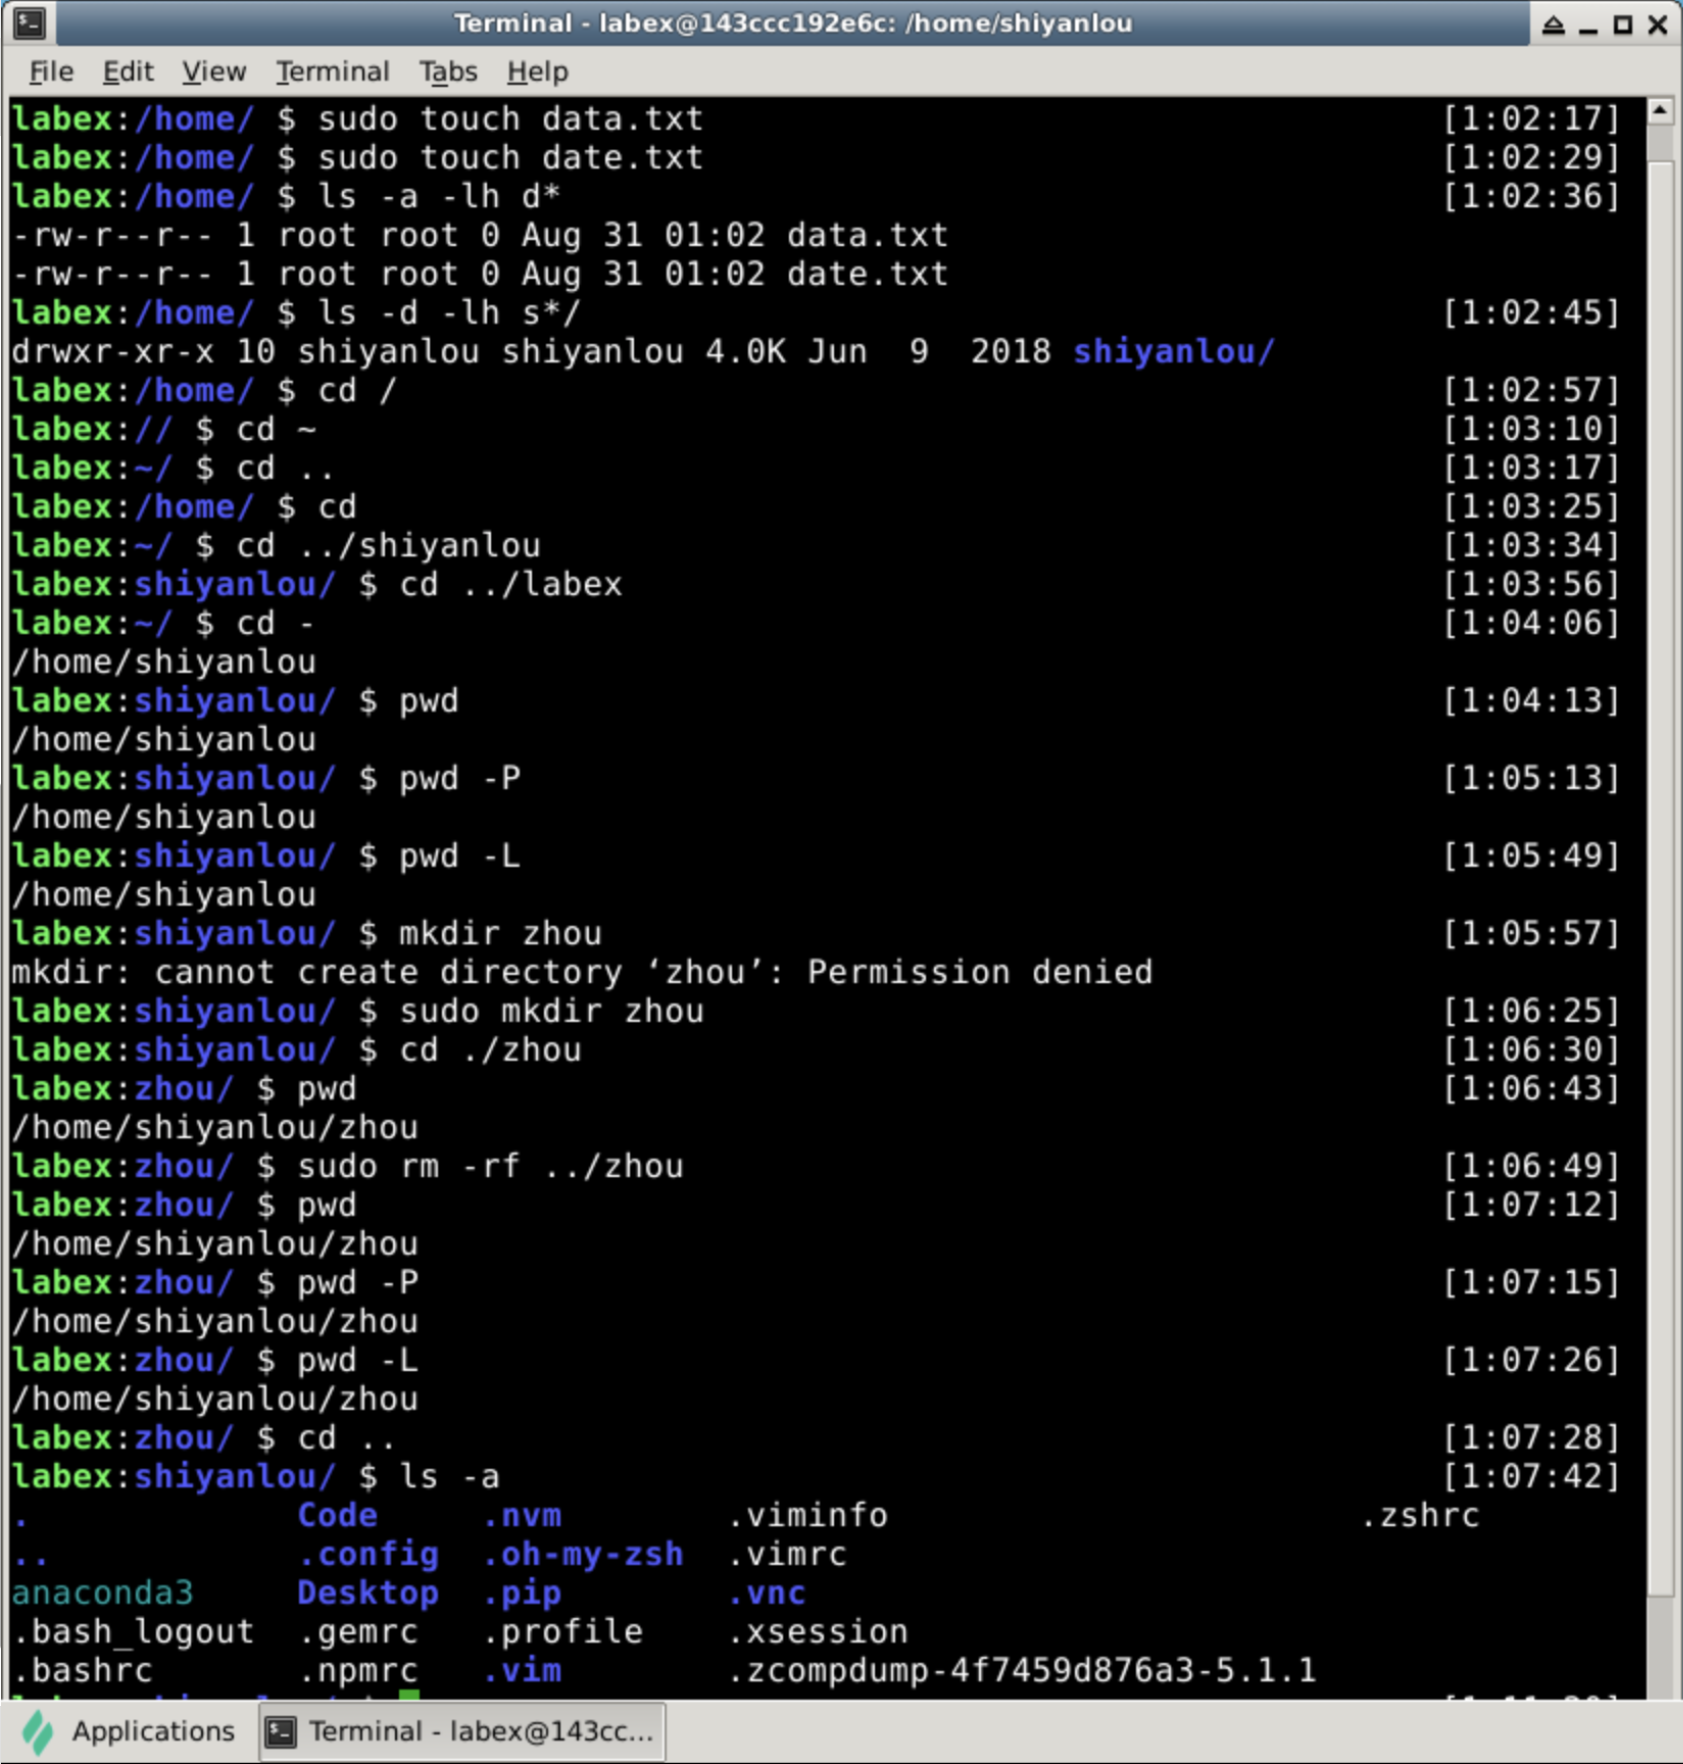 Terminal - labex@143ccc192e6c: /home/shiyanlou
File Edit View Terminal Tabs Help
labex:/home/ $ sudo touch data.txt [1:02:17]
labex:/home/ $ sudo touch date.txt [1:02:29]
labex:/home/ $ ls -a -lh d* [1:02:36]
-rw-r--r-- 1 root root 0 Aug 31 01:02 data.txt
-rw-r--r-- 1 root root 0 Aug 31 01:02 date.txt
labex:/home/ $ ls -d -lh s*/ [1:02:45]
drwxr-xr-x 10 shiyanlou shiyanlou 4.0K Jun  9  2018 shiyanlou/
labex:/home/ $ cd / [1:02:57]
labex:// $ cd ~ [1:03:10]
labex:~/ $ cd .. [1:03:17]
labex:/home/ $ cd [1:03:25]
labex:~/ $ cd ../shiyanlou [1:03:34]
labex:shiyanlou/ $ cd ../labex [1:03:56]
labex:~/ $ cd - [1:04:06]
/home/shiyanlou
labex:shiyanlou/ $ pwd [1:04:13]
/home/shiyanlou
labex:shiyanlou/ $ pwd -P [1:05:13]
/home/shiyanlou
labex:shiyanlou/ $ pwd -L [1:05:49]
/home/shiyanlou
labex:shiyanlou/ $ mkdir zhou [1:05:57]
mkdir: cannot create directory ‘zhou’: Permission denied
labex:shiyanlou/ $ sudo mkdir zhou [1:06:25]
labex:shiyanlou/ $ cd ./zhou [1:06:30]
labex:zhou/ $ pwd [1:06:43]
/home/shiyanlou/zhou
labex:zhou/ $ sudo rm -rf ../zhou [1:06:49]
labex:zhou/ $ pwd [1:07:12]
/home/shiyanlou/zhou
labex:zhou/ $ pwd -P [1:07:15]
/home/shiyanlou/zhou
labex:zhou/ $ pwd -L [1:07:26]
/home/shiyanlou/zhou
labex:zhou/ $ cd .. [1:07:28]
labex:shiyanlou/ $ ls -a [1:07:42]
. Code .nvm .viminfo .zshrc
.. .config .oh-my-zsh .vimrc
anaconda3 Desktop .pip .vnc
.bash_logout .gemrc .profile .xsession
.bashrc .npmrc .vim .zcompdump-4f7459d876a3-5.1.1
Applications Terminal - labex@143cc...